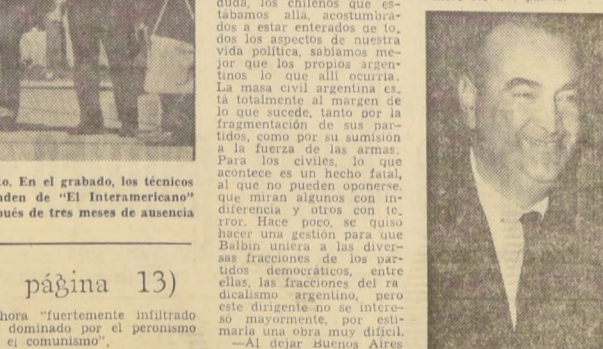 to. En el grabado, los técnicos
nden de "El Interamericano"
pués de tres meses de ausencia
página 13)
hora "fuertemente infiltrado
dominado por el peronismo
el comunismo".
duda, los chilenos que es-
tábamos allá, acostumbra-
dos a estar enterados de to_
dos los aspectos de nuestra
vida política, sabíamos me-
jor que los propios argen-
tinos lo que allí ocurría.
La masa civil argentina es_
tá totalmente al margen de
lo que sucede, tanto por la
fragmentación de sus par-
tidos, como por su sumisión
a la fuerza de las armas.
Para los civiles, lo que
acontece es un hecho fatal,
al que no pueden oponerse.
que miran algunos con in-
diferencia y otros con te_
rror. Hace poco, se quiso
hacer una gestión para que
Balbín uniera a las diver-
sas fracciones de los par-
tidos democráticos, entre
ellas, las fracciones del ra
dicalismo argentino, pero
este dirigente no se intere-
só mayormente, por esti-
marla una obra muy difícil.
—Al dejar Buenos Aires